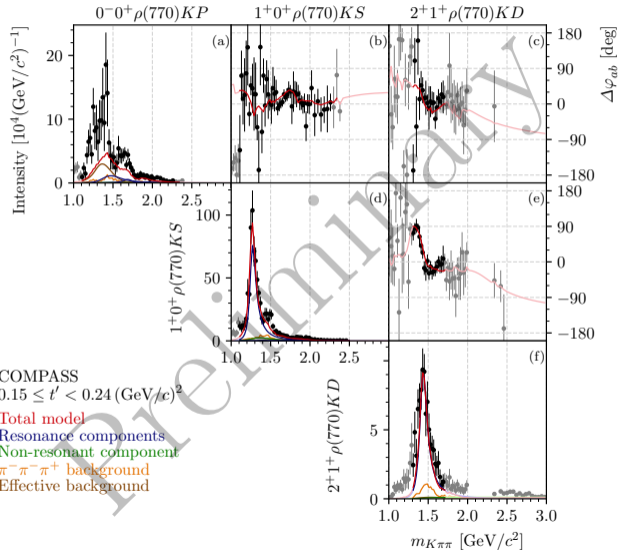 0⁻0⁺ρ(770)KP
1⁺0⁺ρ(770)KS
2⁺1⁺ρ(770)KD
(a)
(b)
(c)
Intensity [10⁴(GeV/c²)⁻¹]
20
10
0
1.0 1.5 2.0 2.5
180
90
0
−90
−180
Δφ_ab [deg]
(d)
(e)
1⁺0⁺ρ(770)KS
100
50
0
1.0 1.5 2.0 2.5
180
90
0
−90
−180
COMPASS
0.15 ≤ t′ < 0.24 (GeV/c)²
Total model
Resonance components
Non-resonant component
π⁻π⁻π⁺ background
Effective background
(f)
2⁺1⁺ρ(770)KD
5
0
1.0 1.5 2.0 2.5 3.0
m_Kππ [GeV/c²]
Preliminary